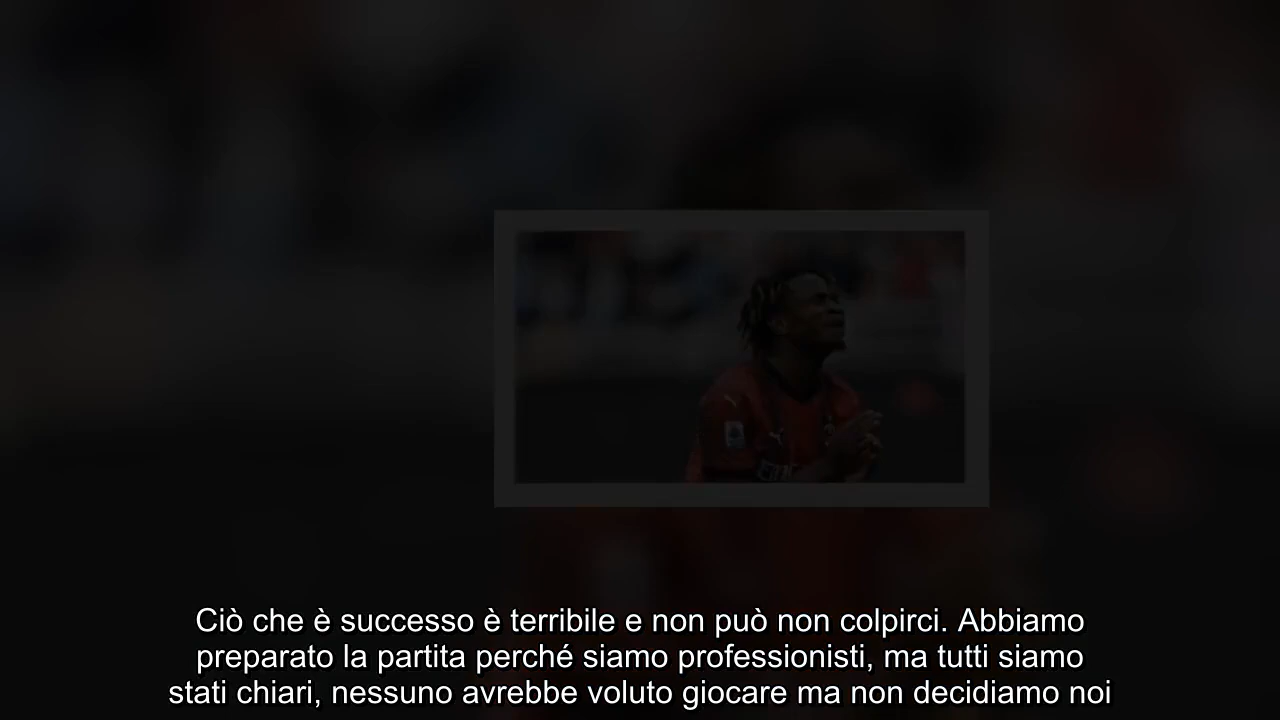 Ciò che è successo è terribile e non può non colpirci. Abbiamo
preparato la partita perché siamo professionisti, ma tutti siamo
stati chiari, nessuno avrebbe voluto giocare ma non decidiamo noi